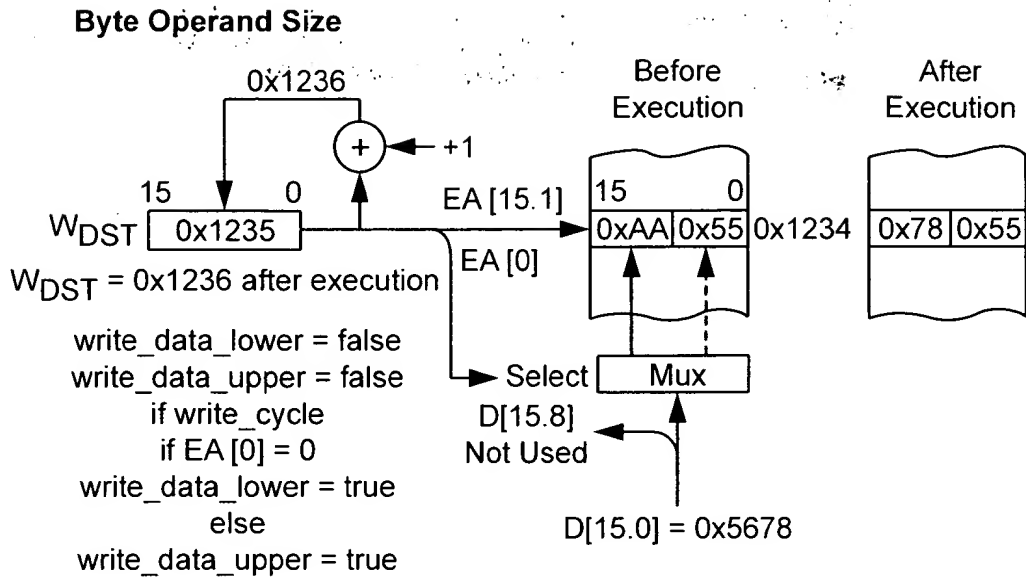 Byte Operand Size
0x1236
+
+1
Before
Execution
After
Execution
15 0
W DST 0x1235
EA [15.1]
EA [0]
15 0
0xAA 0x55 0x1234
0x78 0x55
W DST = 0x1236 after execution
write_data_lower = false
write_data_upper = false
if write_cycle
if EA [0] = 0
write_data_lower = true
else
write_data_upper = true
Select Mux
D[15.8]
Not Used
D[15.0] = 0x5678